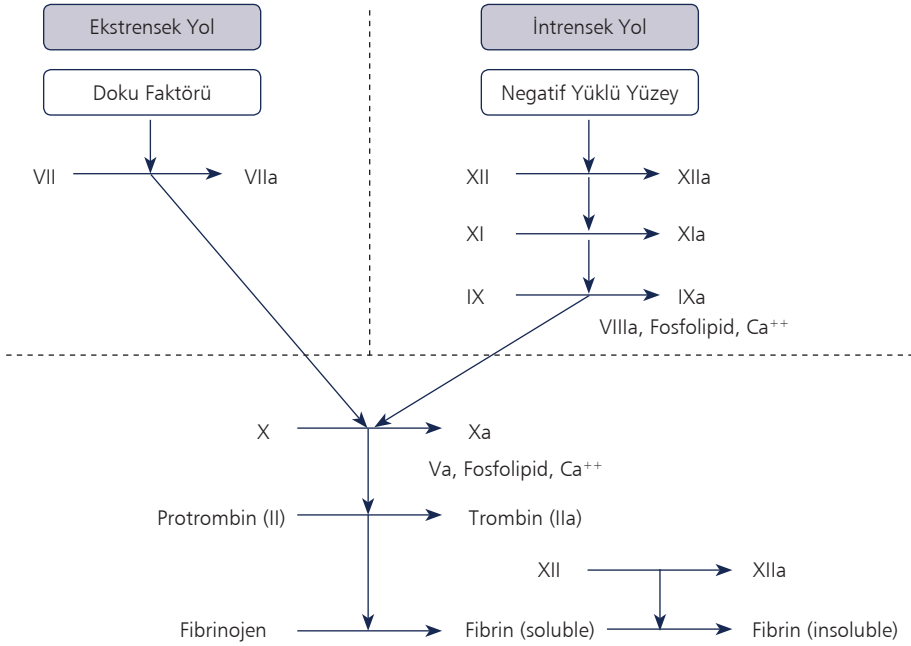 Ekstrensek Yol
İntrensek Yol
Doku Faktörü
Negatif Yüklü Yüzey
VII VIIa
XII XIIa
XI XIa
IX IXa
VIIIa, Fosfolipid, Ca++
X Xa
Va, Fosfolipid, Ca++
Protrombin (II) Trombin (IIa)
XII XIIa
Fibrinojen Fibrin (soluble) Fibrin (insoluble)